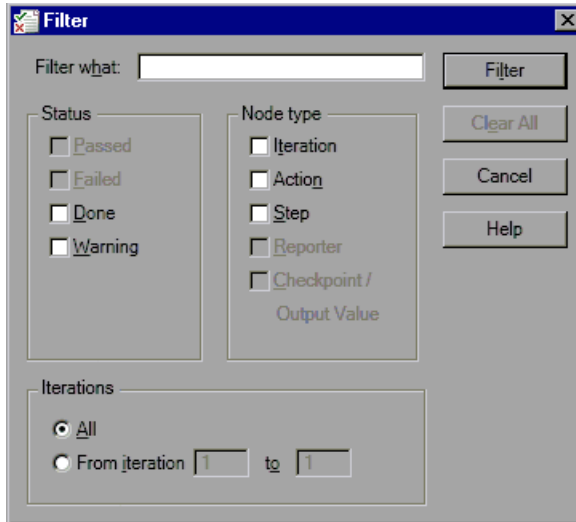 Filter
Filter what:
Filter
Status
Node type
Clear All
Passed
Iteration
Failed
Action
Cancel
Done
Step
Warning
Reporter
Help
Checkpoint /
Output Value
Iterations
All
From iteration 1 to 1